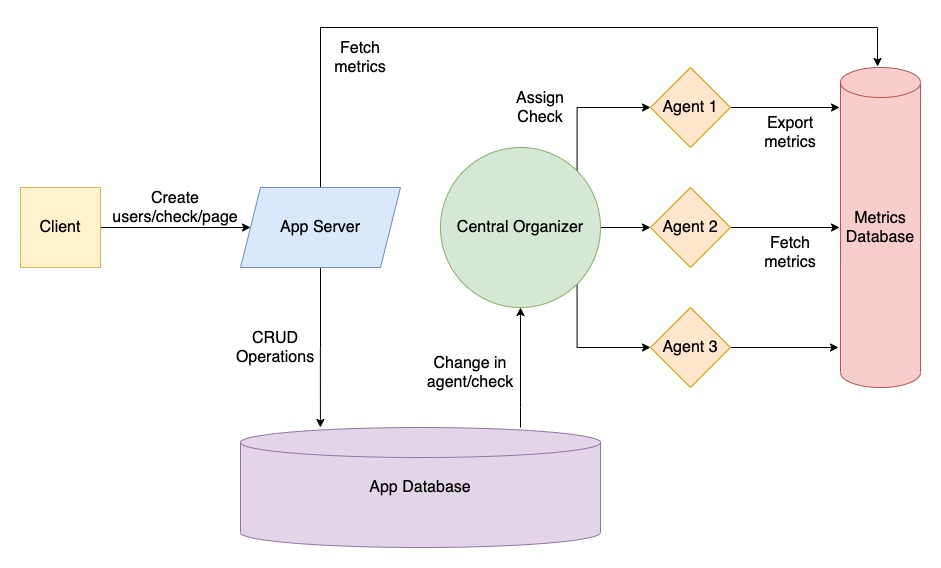 Fetch
metrics
Assign
Check
Agent 1
Export
metrics
Create
users/check/page
Client
App Server
Central Organizer
Agent 2
Metrics
Database
Fetch
metrics
CRUD
Operations
Change in
agent/check
Agent 3
App Database